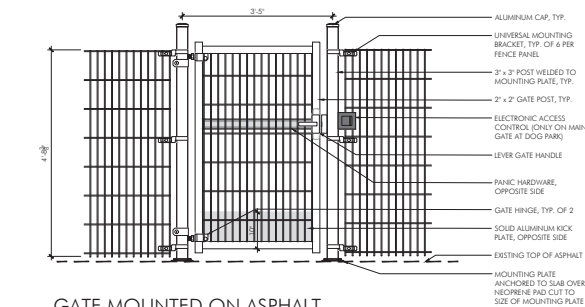 3'-5"
ALUMINUM CAP, TYP.
UNIVERSAL MOUNTING
BRACKET, TYP. OF 6 PER
FENCE PANEL
3" x 3" POST WELDED TO
MOUNTING PLATE, TYP.
2" x 2" GATE POST, TYP.
ELECTRONIC ACCESS
CONTROL (ONLY ON MAIN
GATE AT DOG PARK)
LEVER GATE HANDLE
PANIC HARDWARE,
OPPOSITE SIDE
GATE HINGE, TYP. OF 2
SOLID ALUMINUM KICK
PLATE, OPPOSITE SIDE
EXISTING TOP OF ASPHALT
MOUNTING PLATE
ANCHORED TO SLAB OVER
NEOPRENE PAD CUT TO
SIZE OF MOUNTING PLATE
10"
GATE MOUNTED ON ASPHALT